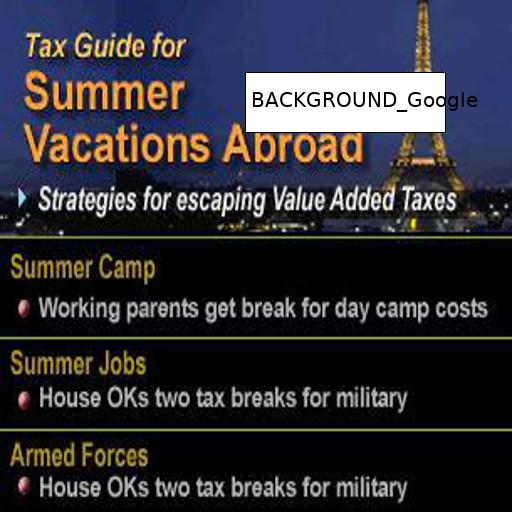 Tax Guide for
Summer
BACKGROUND_Google
Vacations Abroad
Strategies for escaping Value Added Taxes
Summer Camp
Working parents get break for day camp costs
Summer Jobs
House OKs two tax breaks for military
Armed Forces
House OKs two tax breaks for military